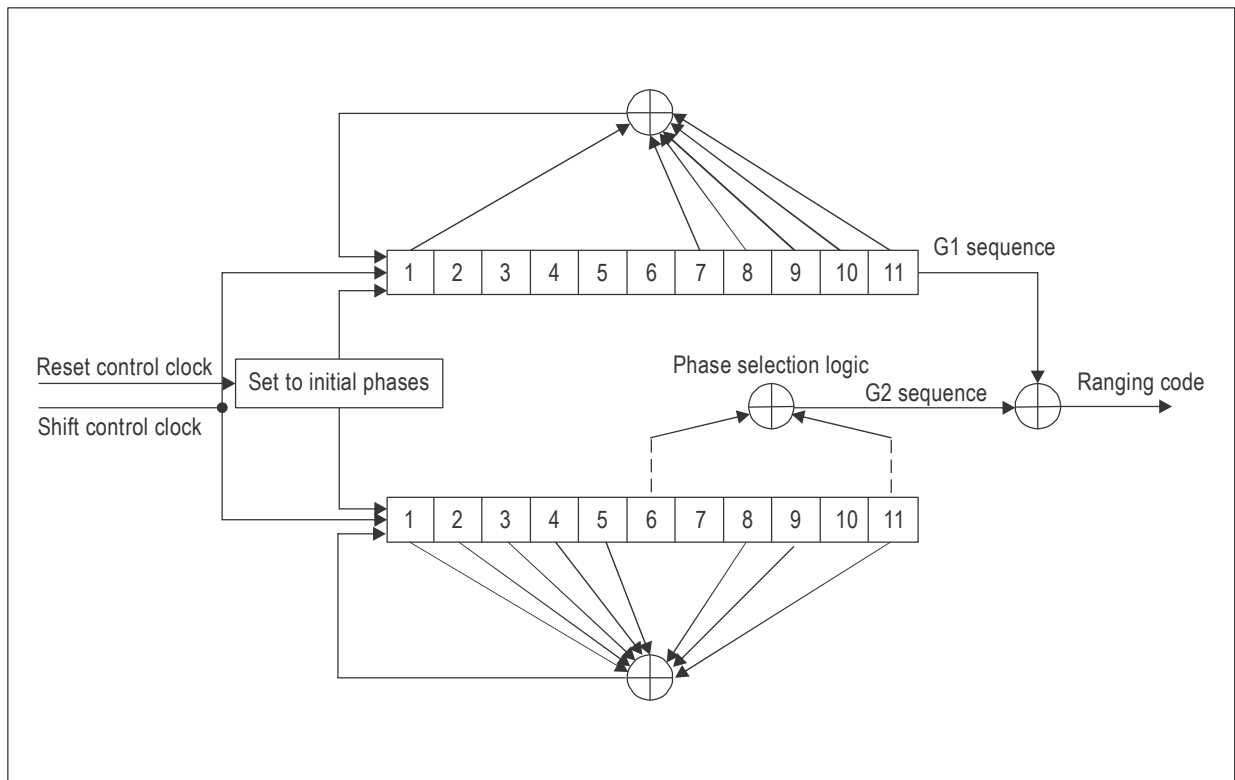 1 2 3 4 5 6 7 8 9 10 11
G1 sequence
Reset control clock
Set to initial phases
Shift control clock
Phase selection logic
G2 sequence
Ranging code
1 2 3 4 5 6 7 8 9 10 11